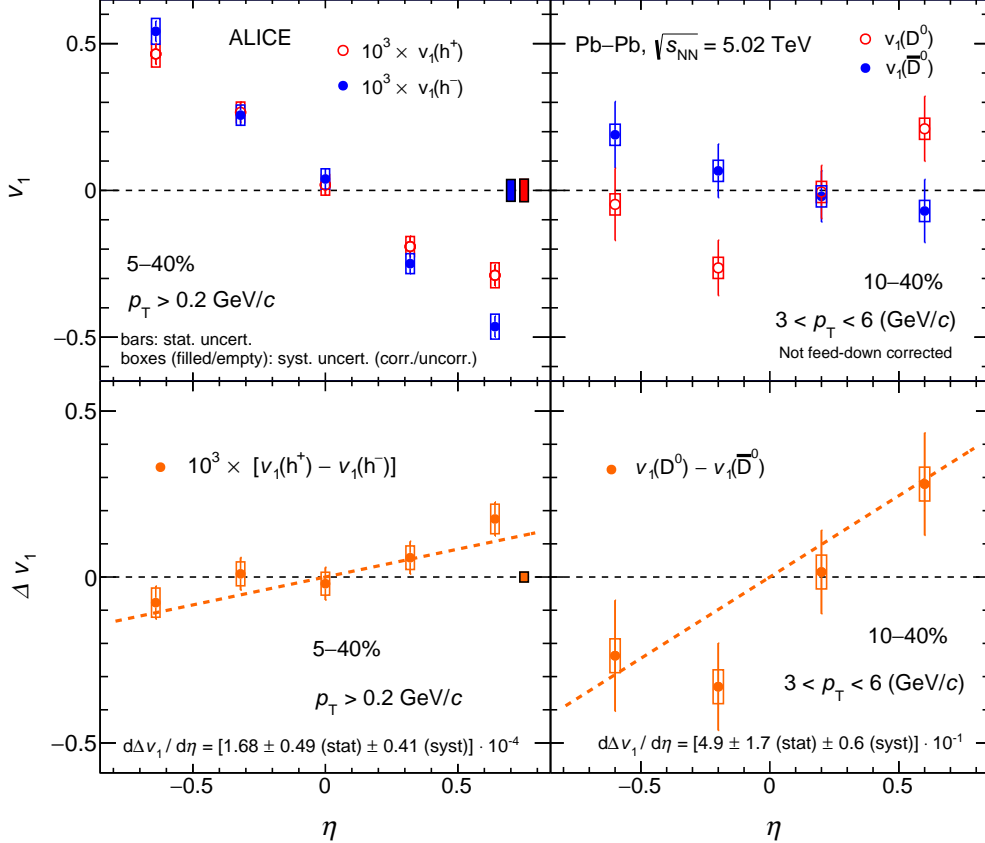 ALICE
10³ × v₁(h⁺)
10³ × v₁(h⁻)
5–40%
p_T > 0.2 GeV/c
bars: stat. uncert.
boxes (filled/empty): syst. uncert. (corr./uncorr.)
v₁
0.5
0
−0.5
Pb–Pb, √s_NN = 5.02 TeV
v₁(D⁰)
v₁(D̅⁰)
10–40%
3 < p_T < 6 (GeV/c)
Not feed-down corrected
10³ × [v₁(h⁺) − v₁(h⁻)]
5–40%
p_T > 0.2 GeV/c
dΔv₁/dη = [1.68 ± 0.49 (stat) ± 0.41 (syst)] · 10⁻⁴
Δ v₁
0.5
0
−0.5
−0.5 0 0.5
η
v₁(D⁰) − v₁(D̅⁰)
10–40%
3 < p_T < 6 (GeV/c)
dΔv₁/dη = [4.9 ± 1.7 (stat) ± 0.6 (syst)] · 10⁻¹
−0.5 0 0.5
η